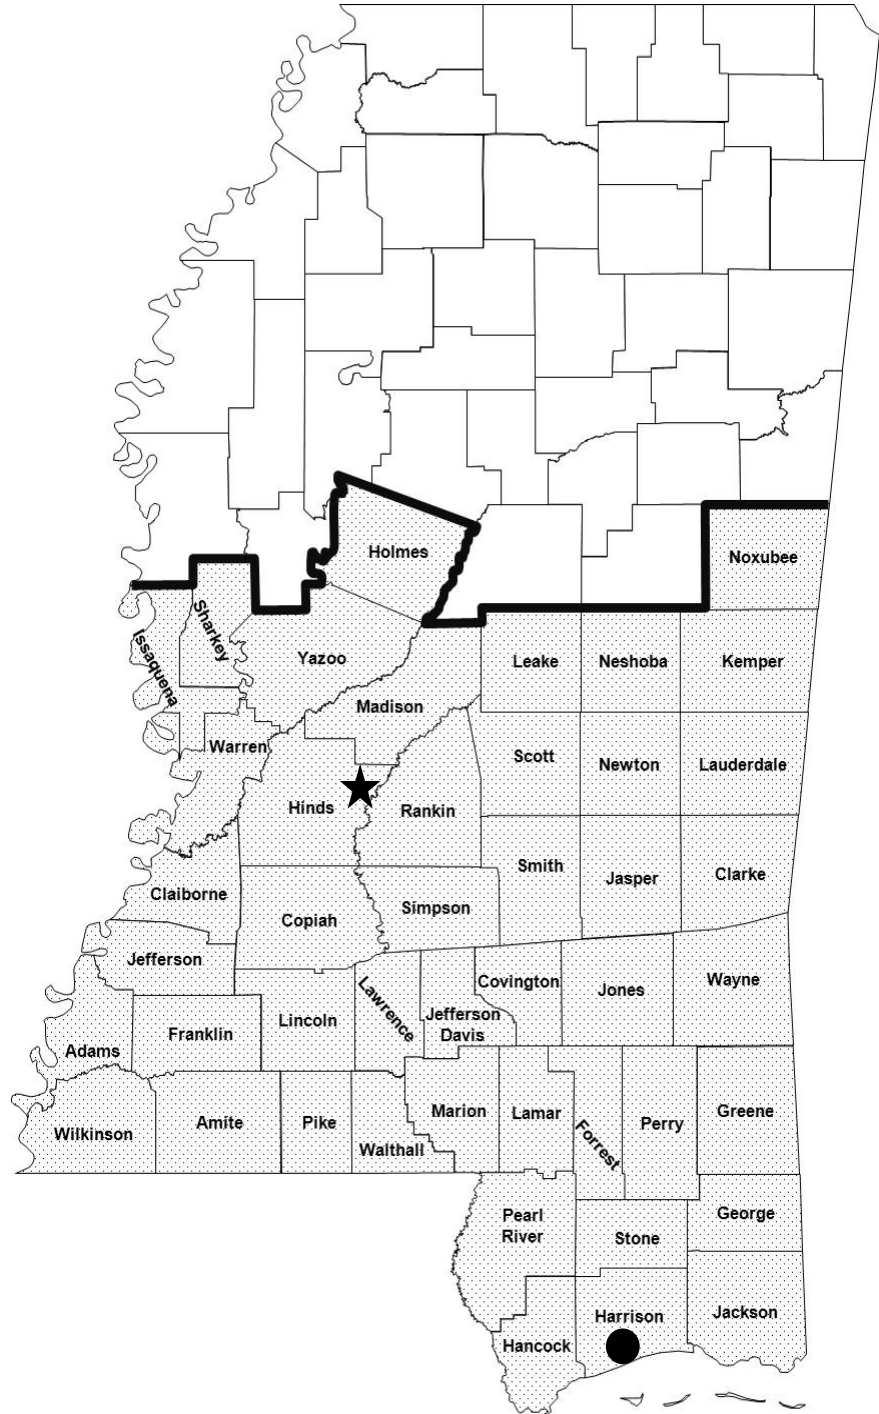 Holmes
Noxubee
Issaquena
Sharkey
Yazoo
Leake
Neshoba
Kemper
Madison
Warren
Scott
Newton
Lauderdale
Hinds
Rankin
Smith
Jasper
Clarke
Claiborne
Copiah
Simpson
Jefferson
Lawrence
Covington
Jones
Wayne
Adams
Franklin
Lincoln
Jefferson
Davis
Wilkinson
Amite
Pike
Walthall
Marion
Lamar
Forrest
Perry
Greene
Pearl
River
Stone
George
Hancock
Harrison
Jackson